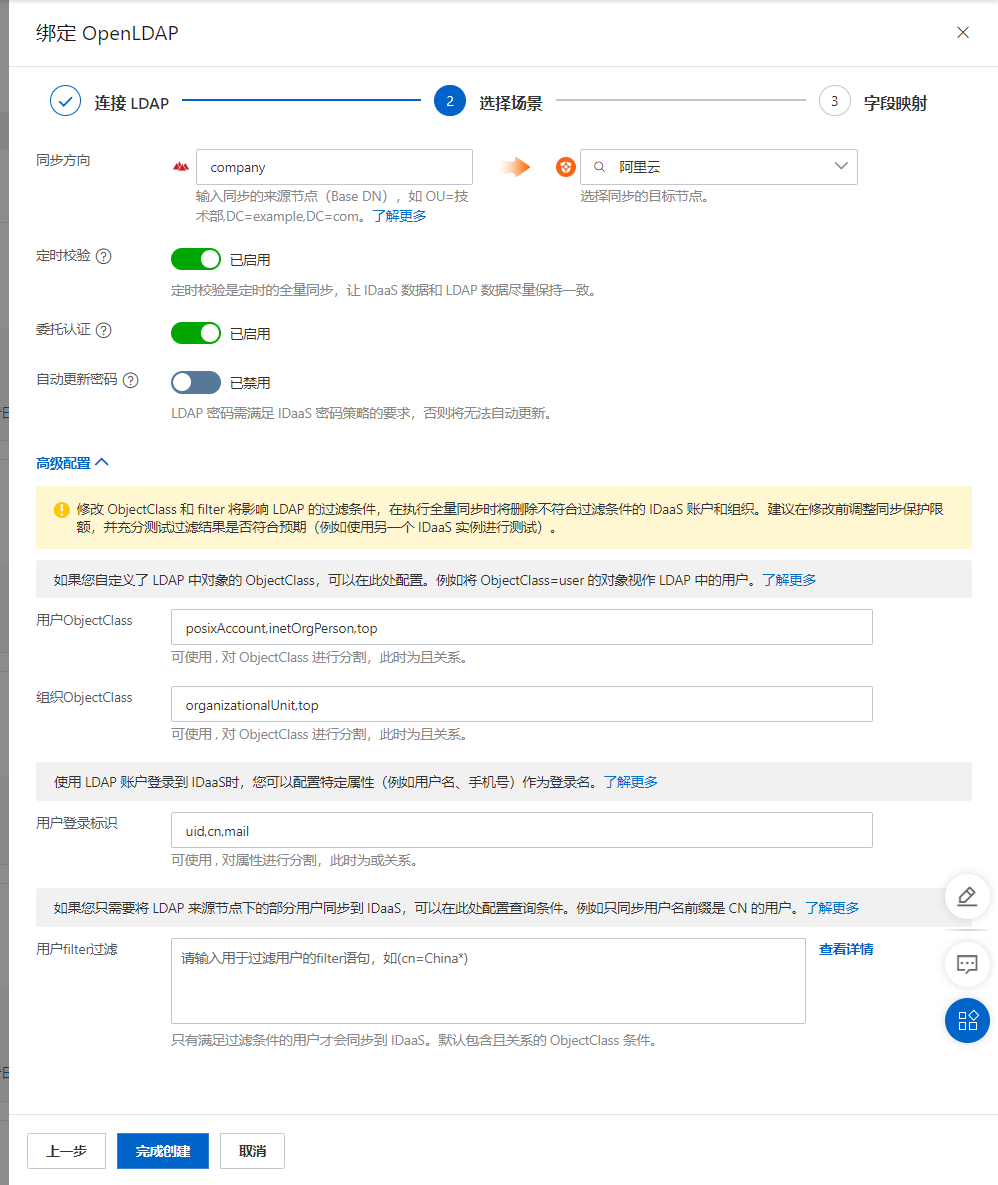 绑定 OpenLDAP
连接 LDAP
2
选择场景
3
字段映射
同步方向
company
阿里云
输入同步的来源节点（Base DN），如 OU=技
术部,DC=example,DC=com。了解更多
选择同步的目标节点。
定时校验 ?
已启用
定时校验是定时的全量同步，让 IDaaS 数据和 LDAP 数据尽量保持一致。
委托认证 ?
已启用
自动更新密码 ?
已禁用
LDAP 密码需满足 IDaaS 密码策略的要求，否则将无法自动更新。
高级配置
修改 ObjectClass 和 filter 将影响 LDAP 的过滤条件，在执行全量同步时将删除不符合过滤条件的 IDaaS 账户和组织。建议在修改前调整同步保护限
额，并充分测试过滤结果是否符合预期（例如使用另一个 IDaaS 实例进行测试）。
如果您自定义了 LDAP 中对象的 ObjectClass，可以在此处配置。例如将 ObjectClass=user 的对象视作 LDAP 中的用户。了解更多
用户ObjectClass
posixAccount,inetOrgPerson,top
可使用 , 对 ObjectClass 进行分割，此时为且关系。
组织ObjectClass
organizationalUnit,top
可使用 , 对 ObjectClass 进行分割，此时为且关系。
使用 LDAP 账户登录到 IDaaS时，您可以配置特定属性（例如用户名、手机号）作为登录名。了解更多
用户登录标识
uid,cn,mail
可使用 , 对属性进行分割，此时为或关系。
如果您只需要将 LDAP 来源节点下的部分用户同步到 IDaaS，可以在此处配置查询条件。例如只同步用户名前缀是 CN 的用户。了解更多
用户filter过滤
请输入用于过滤用户的filter语句，如(cn=China*)
查看详情
只有满足过滤条件的用户才会同步到 IDaaS。默认包含且关系的 ObjectClass 条件。
上一步
完成创建
取消